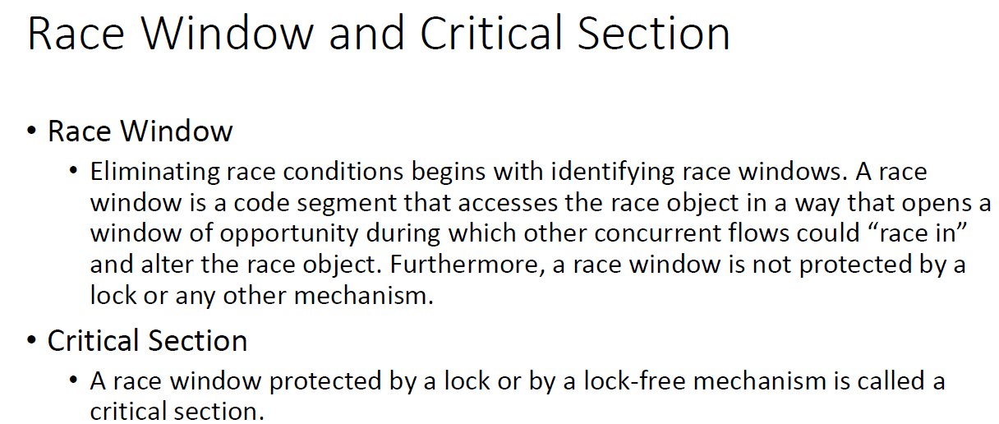 Race Window and Critical Section
• Race Window
• Eliminating race conditions begins with identifying race windows. A race
window is a code segment that accesses the race object in a way that opens a
window of opportunity during which other concurrent flows could “race in”
and alter the race object. Furthermore, a race window is not protected by a
lock or any other mechanism.
• Critical Section
• A race window protected by a lock or by a lock-free mechanism is called a
critical section.